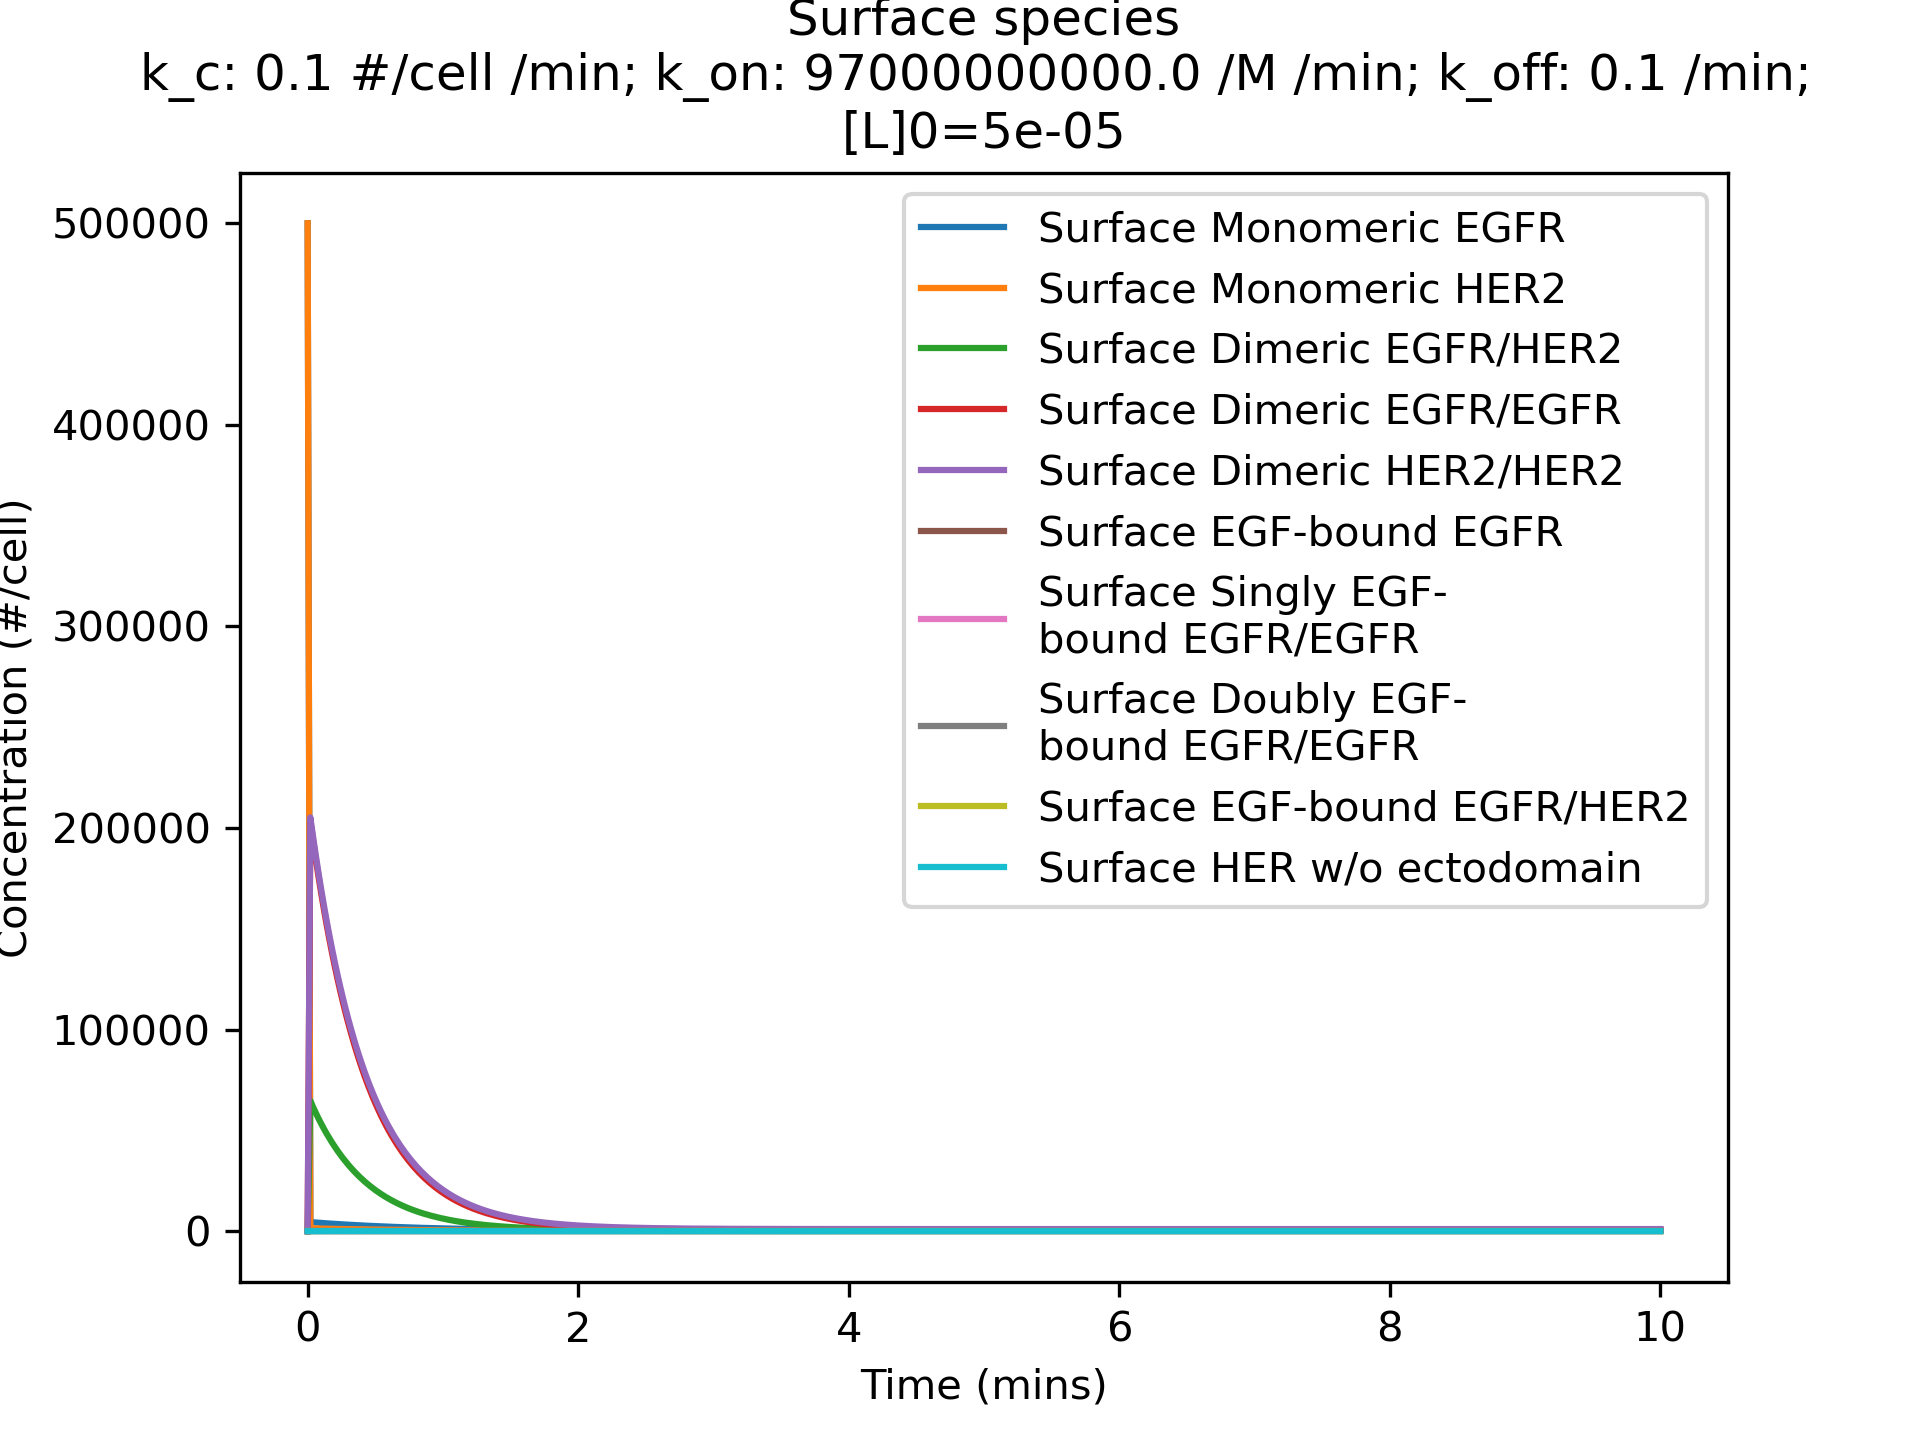 Surface species
k_c: 0.1 #/cell /min; k_on: 97000000000.0 /M /min; k_off: 0.1 /min;
[L]0=5e-05
500000
400000
300000
200000
100000
0
Concentration (#/cell)
Surface Monomeric EGFR
Surface Monomeric HER2
Surface Dimeric EGFR/HER2
Surface Dimeric EGFR/EGFR
Surface Dimeric HER2/HER2
Surface EGF-bound EGFR
Surface Singly EGF-
bound EGFR/EGFR
Surface Doubly EGF-
bound EGFR/EGFR
Surface EGF-bound EGFR/HER2
Surface HER w/o ectodomain
0 2 4 6 8 10
Time (mins)